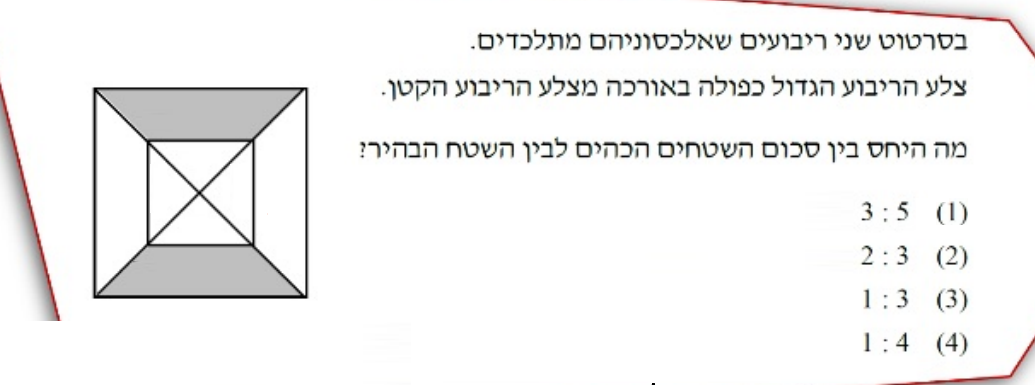 בסרטוט שני ריבועים שאלכסוניהם מתלכדים.
צלע הריבוע הגדול כפולה באורכה מצלע הריבוע הקטן.
מה היחס בין סכום השטחים הכהים לבין השטח הבהיר?
(1) 3 : 5
(2) 2 : 3
(3) 1 : 3
(4) 1 : 4